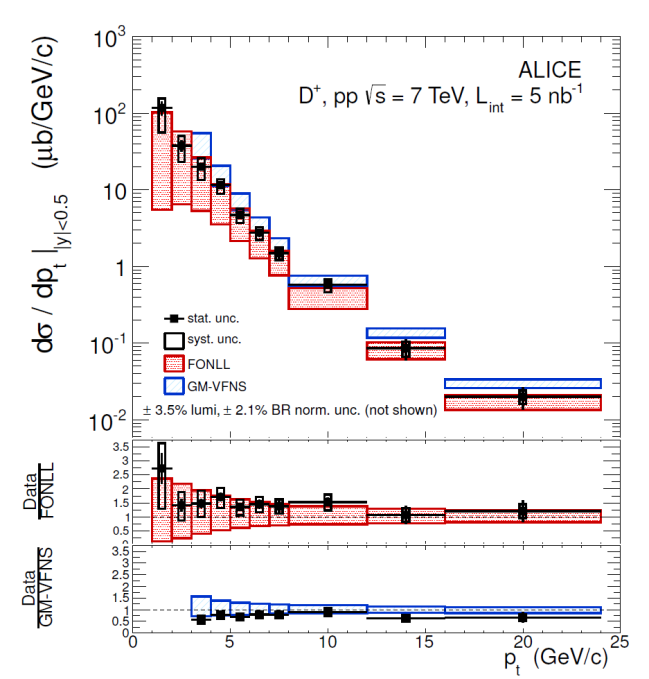 ALICE
D⁺, pp √s = 7 TeV, L_int = 5 nb⁻¹
dσ / dp_t |_|y|<0.5 (μb/GeV/c)
10³
10²
10
1
10⁻¹
10⁻²
stat. unc.
syst. unc.
FONLL
GM-VFNS
± 3.5% lumi, ± 2.1% BR norm. unc. (not shown)
Data
FONLL
3.5
3
2.5
2
1.5
1
0.5
Data
GM-VFNS
3.5
3
2.5
2
1.5
1
0.5
0
0 5 10 15 20 25
p_t (GeV/c)